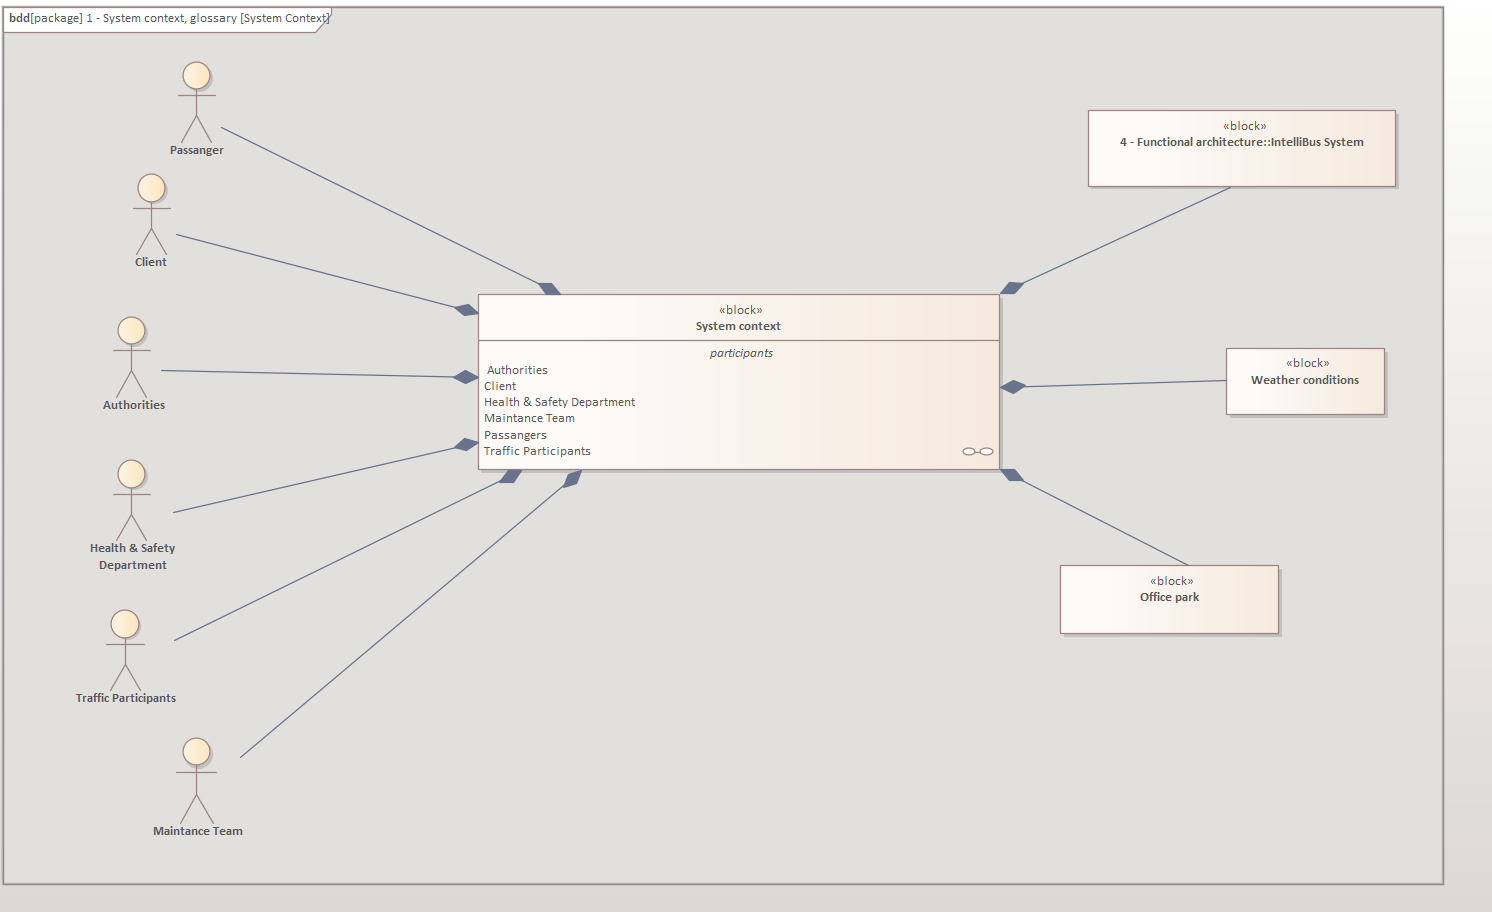 bdd[package] 1 - System context, glossary [System Context]
Passanger
Client
Authorities
Health & Safety
Department
Traffic Participants
Maintance Team
«block»
System context
participants
Authorities
Client
Health & Safety Department
Maintance Team
Passangers
Traffic Participants
«block»
4 - Functional architecture::IntelliBus System
«block»
Weather conditions
«block»
Office park